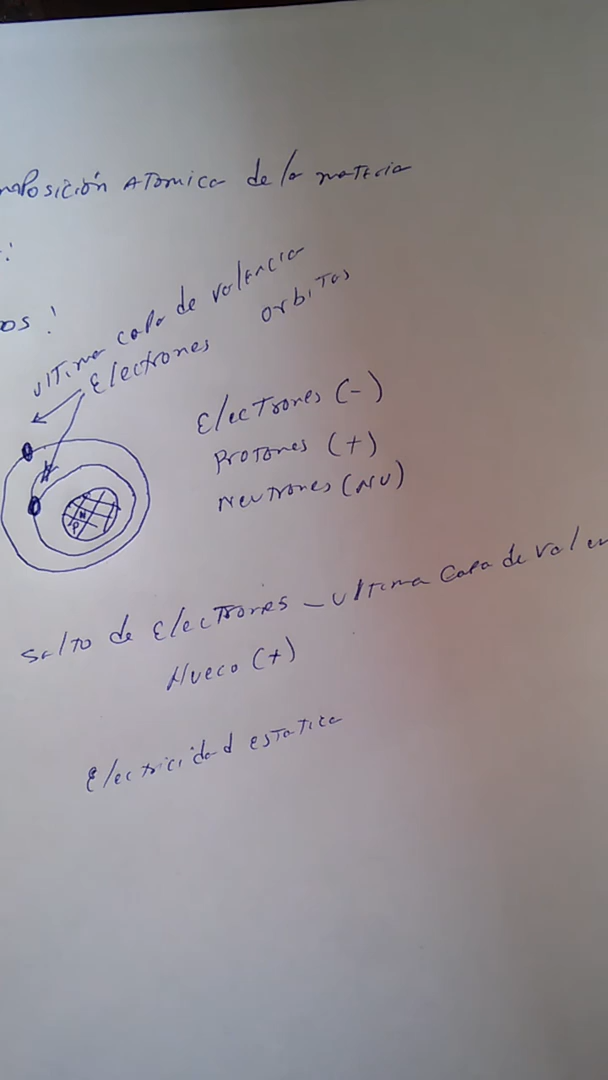 mposición Atomica de la materia
:
os :
ultima capa de valencia
Electrones orbitas
Electrones (-)
Protones (+)
Neutrones (NU)
N
P
Salto de Electrones - ultima capa de valen
Hueco (+)
Electricidad estatica